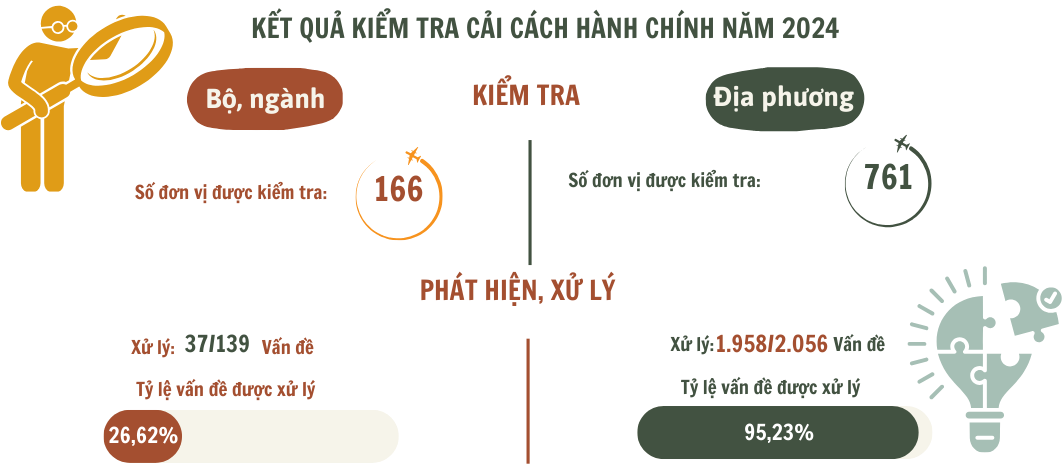 KẾT QUẢ KIỂM TRA CẢI CÁCH HÀNH CHÍNH NĂM 2024
Bộ, ngành
KIỂM TRA
Địa phương
Số đơn vị được kiểm tra:
166
Số đơn vị được kiểm tra:
761
PHÁT HIỆN, XỬ LÝ
Xử lý: 37/139 Vấn đề
Tỷ lệ vấn đề được xử lý
26,62%
Xử lý:1.958/2.056 Vấn đề
Tỷ lệ vấn đề được xử lý
95,23%